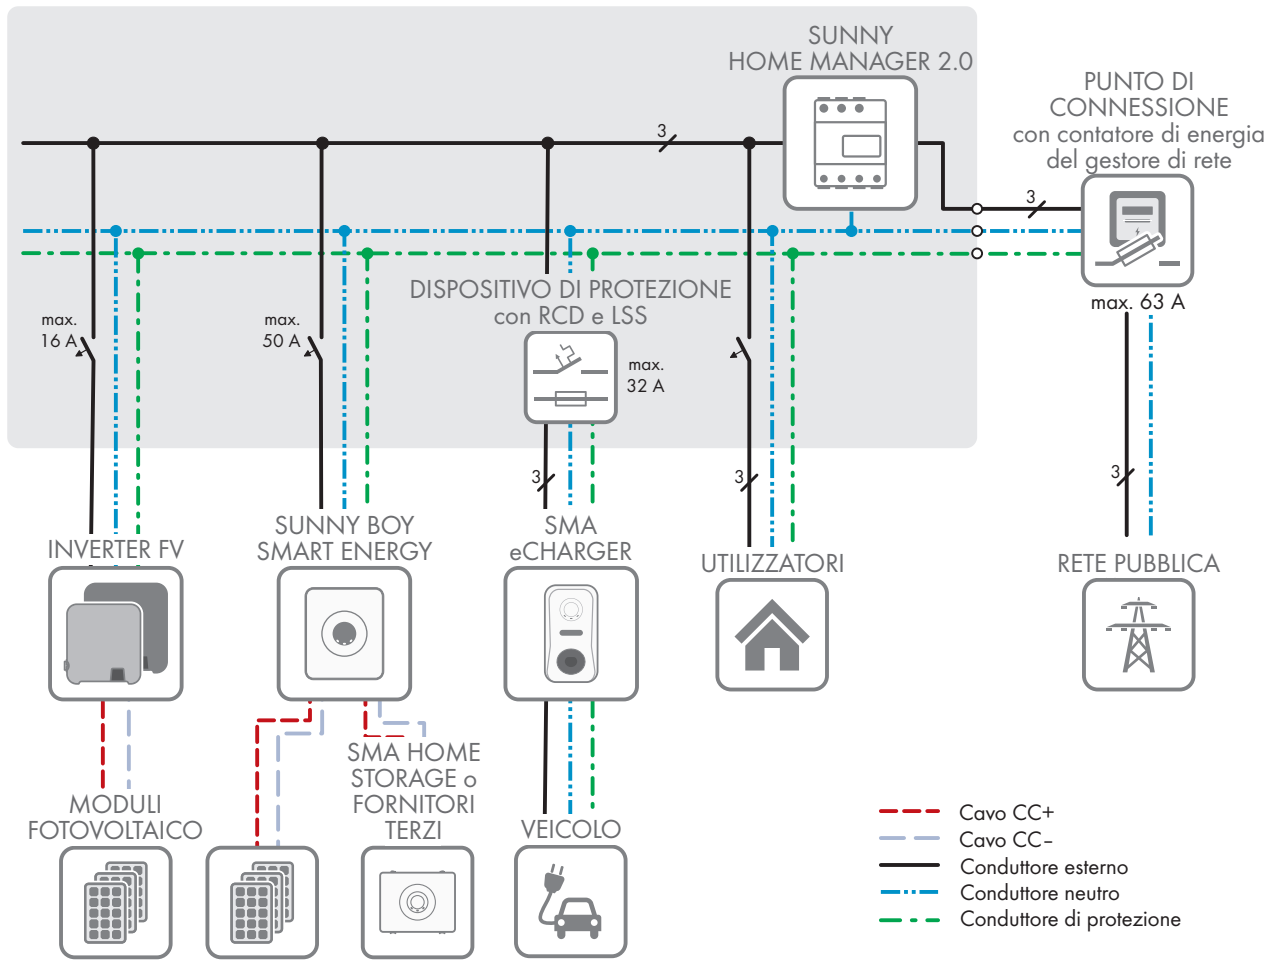 SUNNY
HOME MANAGER 2.0
PUNTO DI
CONNESSIONE
con contatore di energia
del gestore di rete
3
3
max. 63 A
DISPOSITIVO DI PROTEZIONE
con RCD e LSS
max.
16 A
max.
50 A
max.
32 A
3
3
3
INVERTER FV
SUNNY BOY
SMART ENERGY
SMA
eCHARGER
UTILIZZATORI
RETE PUBBLICA
MODULI
FOTOVOLTAICO
SMA HOME
STORAGE o
FORNITORI
TERZI
VEICOLO
Cavo CC+
Cavo CC–
Conduttore esterno
Conduttore neutro
Conduttore di protezione